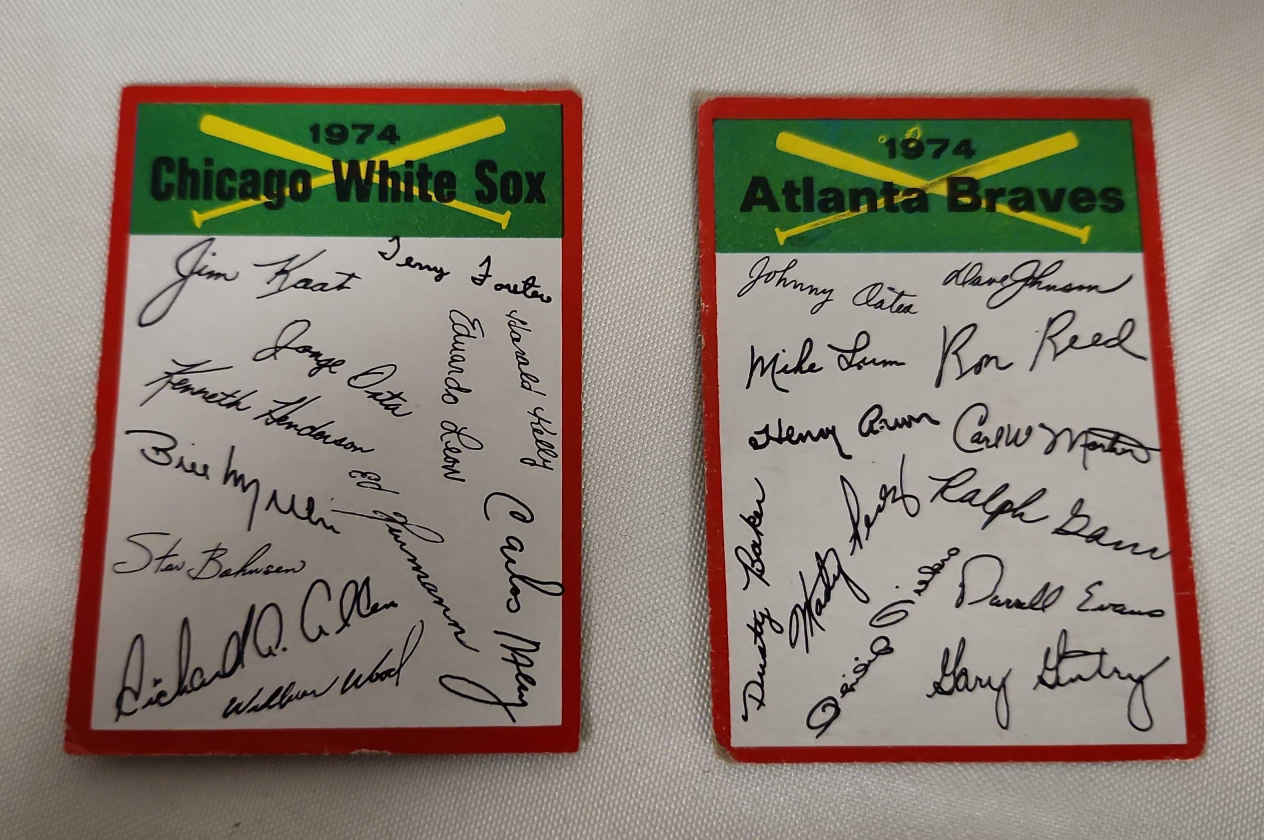 1974
Chicago White Sox
Jim Kaat
Terry Forster
Jorge Orta
Eduardo Leon
Harold Kelly
Kenneth Henderson
Ed Herrmann
Bill Melton
Carlos May
Stan Bahnsen
Richard A. Allen
Wilbur Wood
1974
Atlanta Braves
Johnny Oates
Dave Johnson
Mike Lum
Ron Reed
Henry Aaron
Carl W Morton
Marty Perez
Ralph Garr
Dusty Baker
Darrell Evans
Gary Gentry